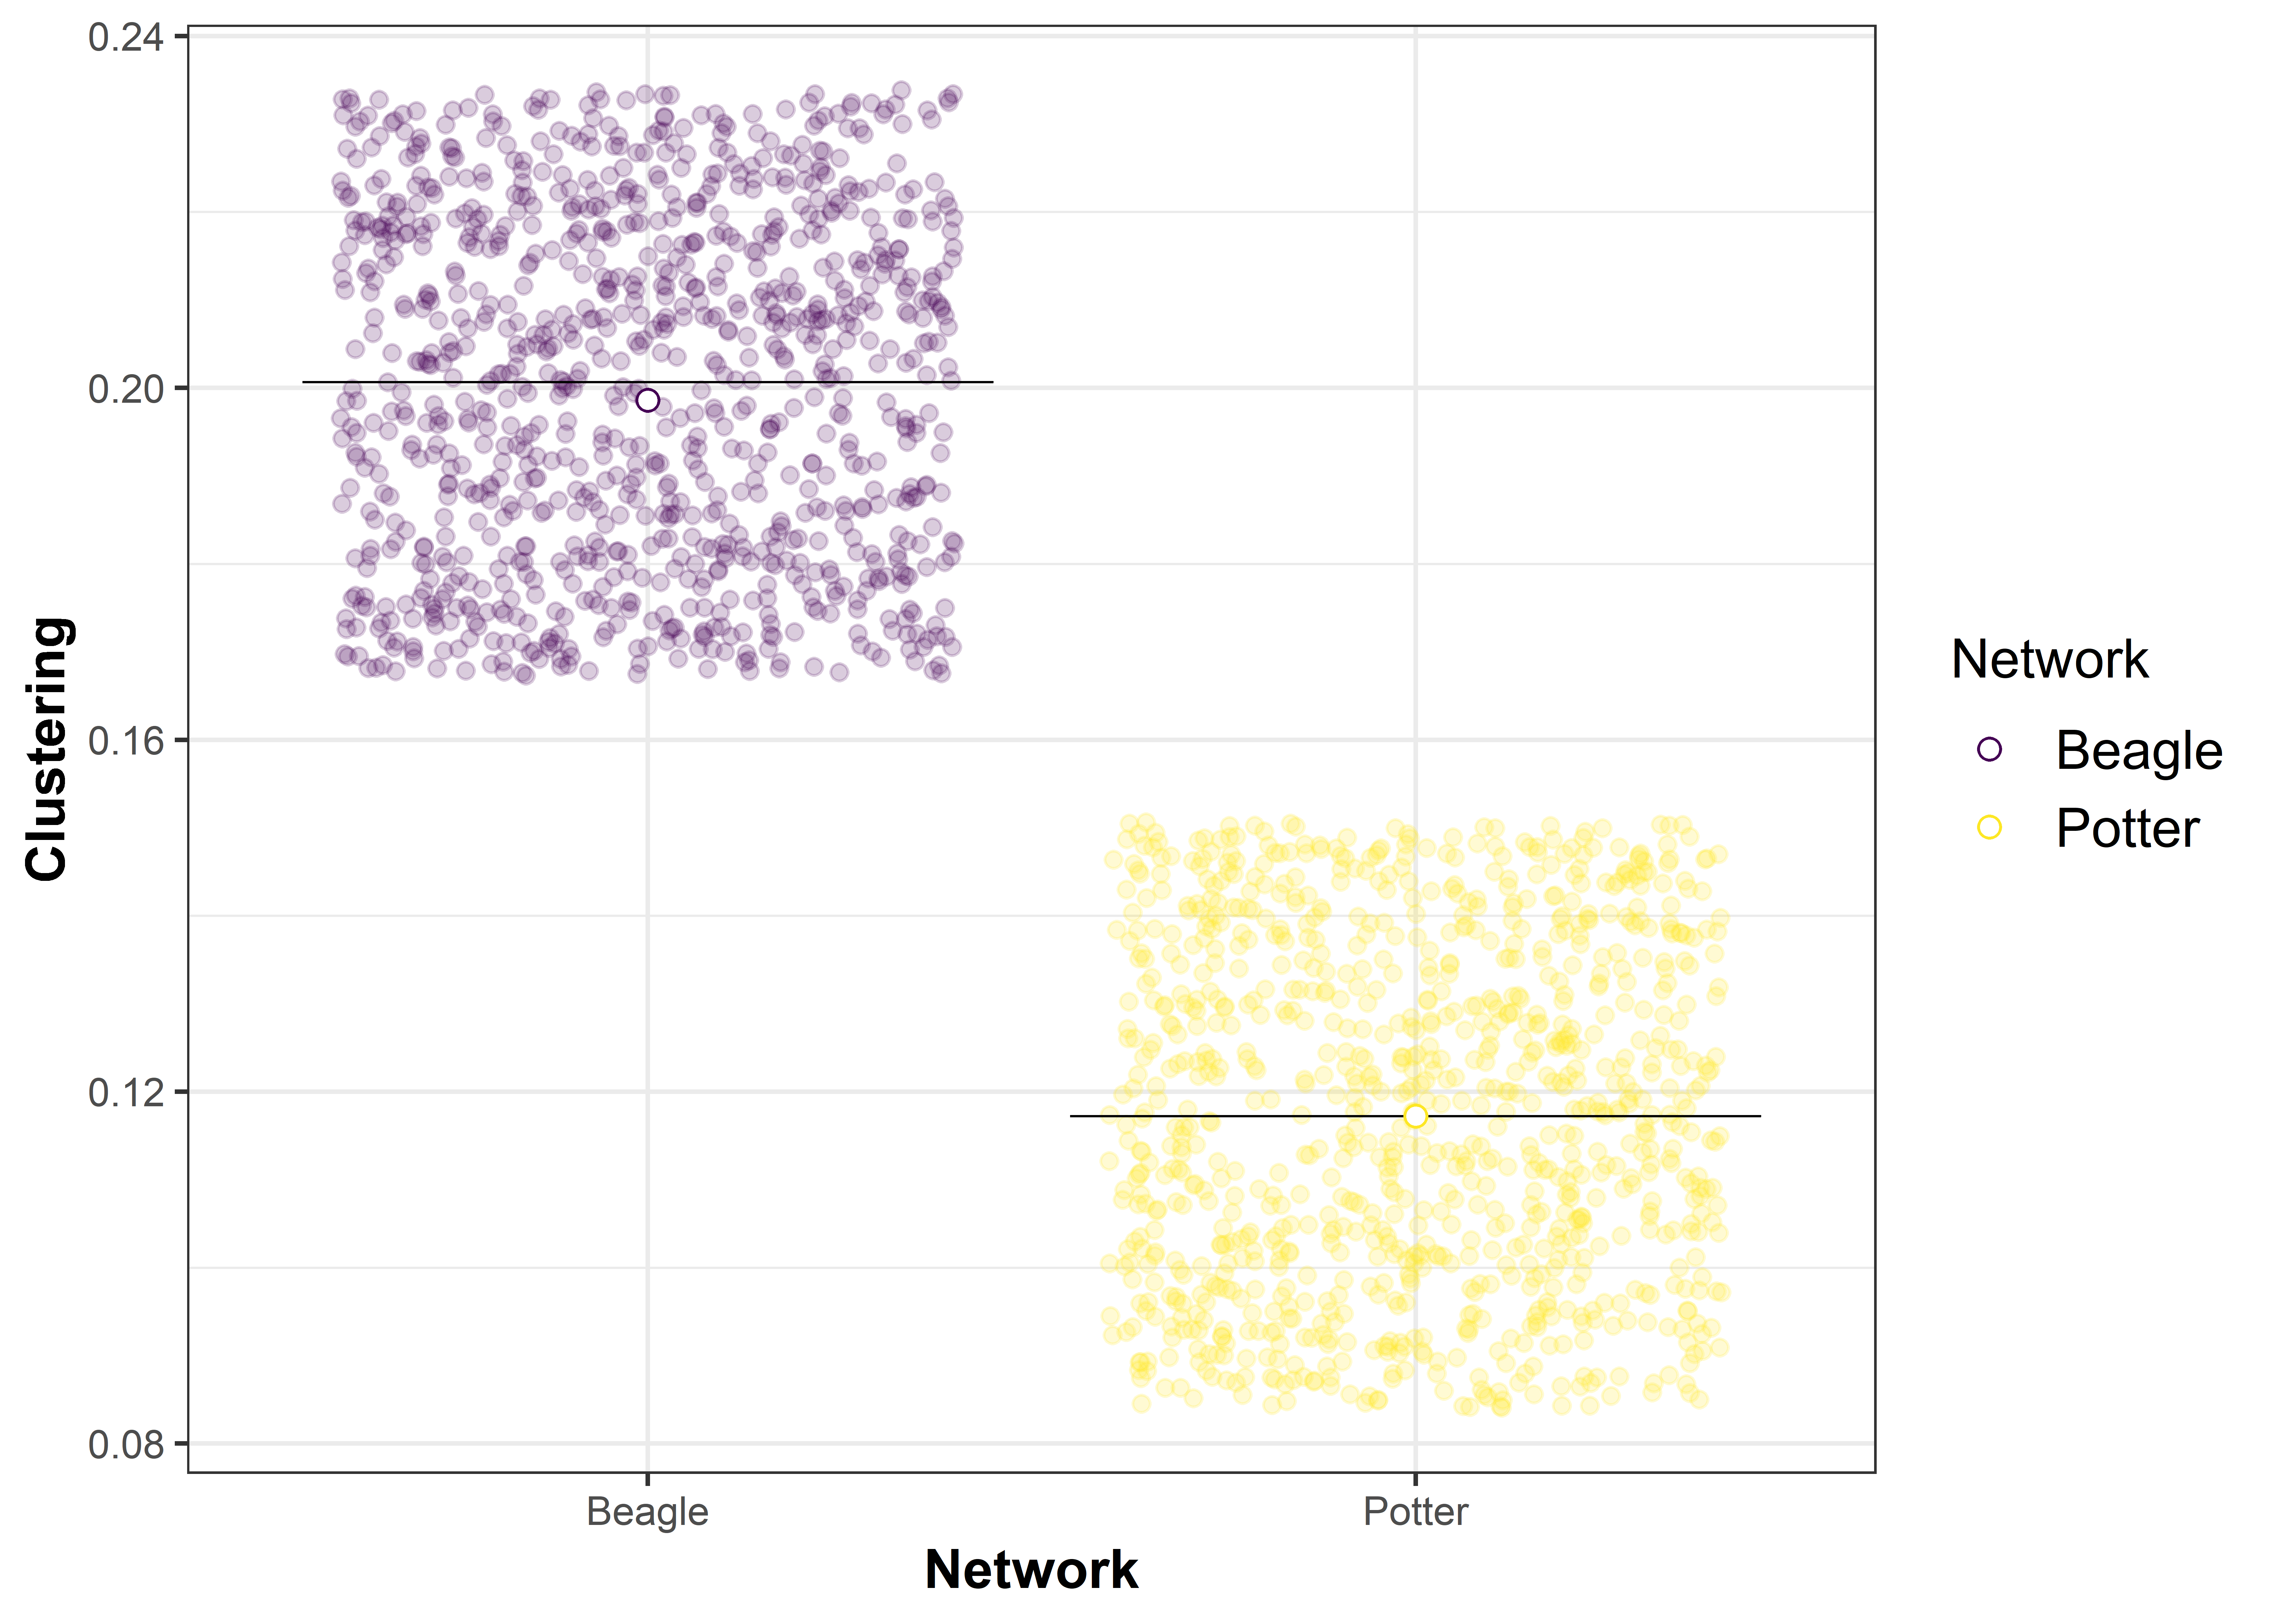 Clustering
0.24
0.20
0.16
0.12
0.08
Beagle
Potter
Network
Network
Beagle
Potter